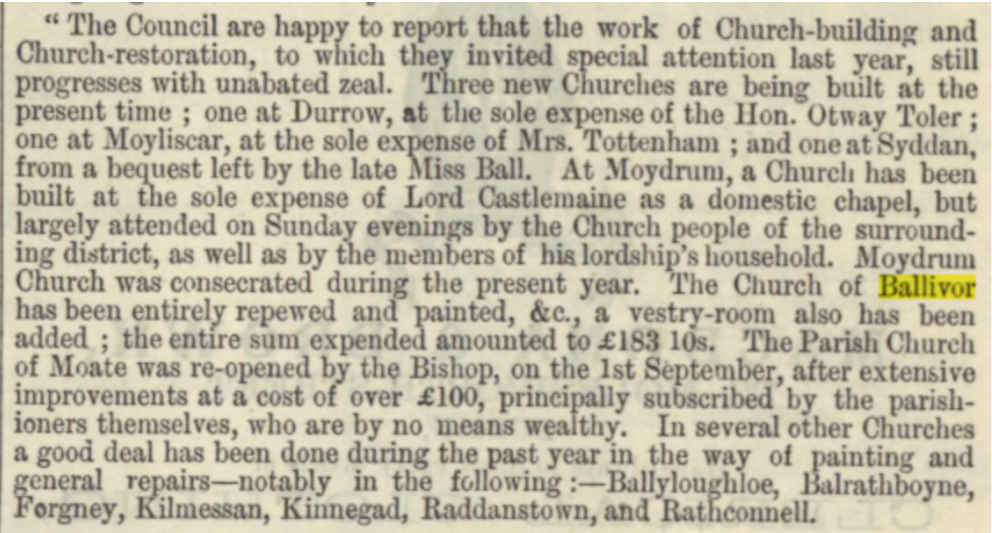 “ The Council are happy to report that the work of Church-building and
Church-restoration, to which they invited special attention last year, still
progresses with unabated zeal. Three new Churches are being built at the
present time ; one at Durrow, at the sole expense of the Hon. Otway Toler ;
one at Moyliscar, at the sole expense of Mrs. Tottenham ; and one at Syddan,
from a bequest left by the late Miss Ball. At Moydrum, a Church has been
built at the sole expense of Lord Castlemaine as a domestic chapel, but
largely attended on Sunday evenings by the Church people of the surround-
ing district, as well as by the members of his lordship's household. Moydrum
Church was consecrated during the present year. The Church of Ballivor
has been entirely repewed and painted, &c., a vestry-room also has been
added ; the entire sum expended amounted to £183 10s. The Parish Church
of Moate was re-opened by the Bishop, on the 1st September, after extensive
improvements at a cost of over £100, principally subscribed by the parish-
ioners themselves, who are by no means wealthy. In several other Churches
a good deal has been done during the past year in the way of painting and
general repairs—notably in the following :—Ballyloughloe, Balrathboyne,
Forgney, Kilmessan, Kinnegad, Raddanstown, and Rathconnell.